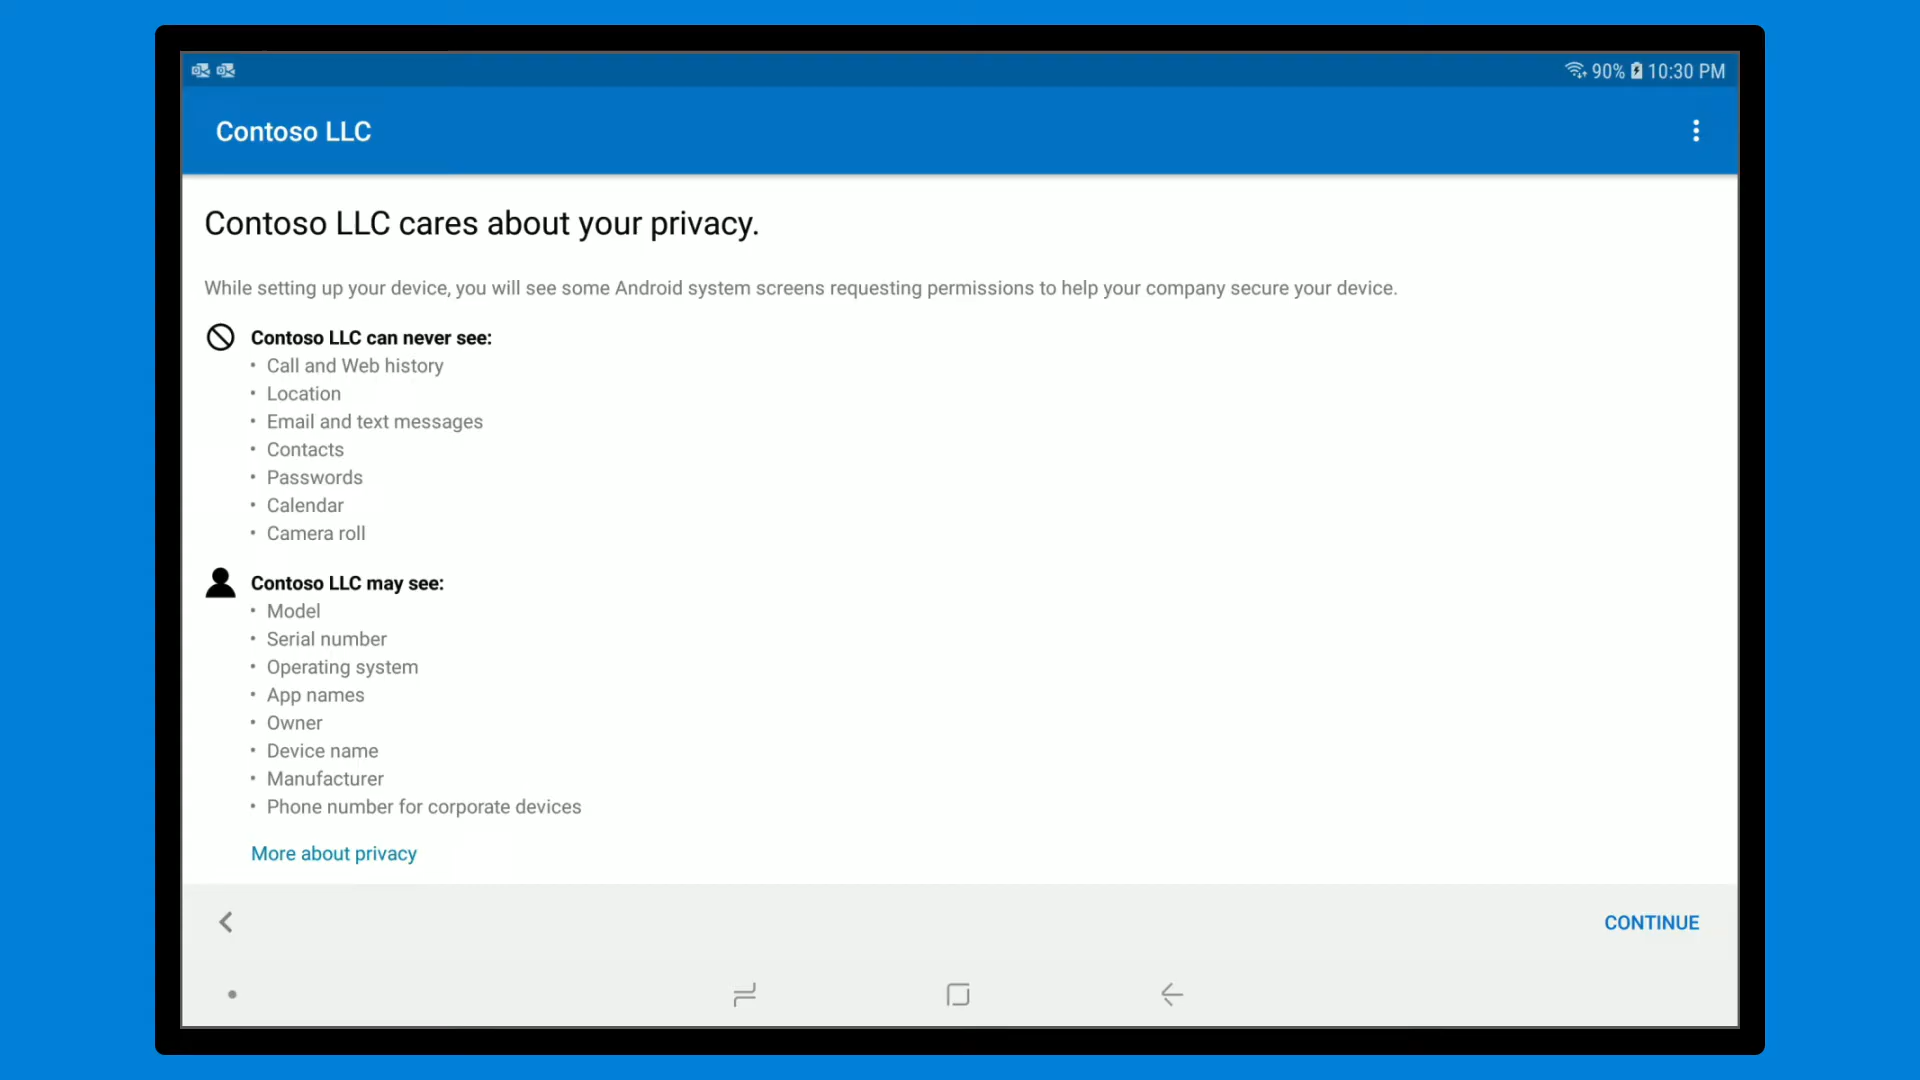 90% 10:30 PM
Contoso LLC
Contoso LLC cares about your privacy.
While setting up your device, you will see some Android system screens requesting permissions to help your company secure your device.
Contoso LLC can never see:
• Call and Web history
• Location
• Email and text messages
• Contacts
• Passwords
• Calendar
• Camera roll
Contoso LLC may see:
• Model
• Serial number
• Operating system
• App names
• Owner
• Device name
• Manufacturer
• Phone number for corporate devices
More about privacy
CONTINUE